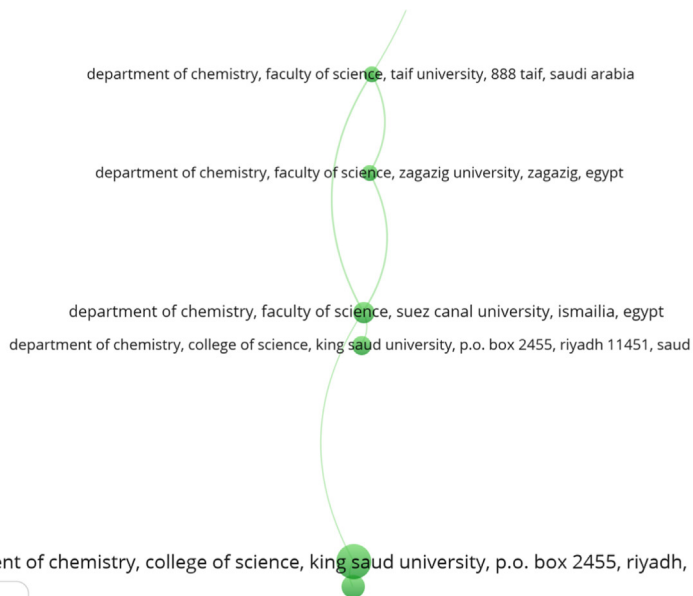 department of chemistry, faculty of science, taif university, 888 taif, saudi arabia
department of chemistry, faculty of science, zagazig university, zagazig, egypt
department of chemistry, faculty of science, suez canal university, ismailia, egypt
department of chemistry, college of science, king saud university, p.o. box 2455, riyadh 11451, saud
of chemistry, college of science, king saud university, p.o. box 2455, riyadh,